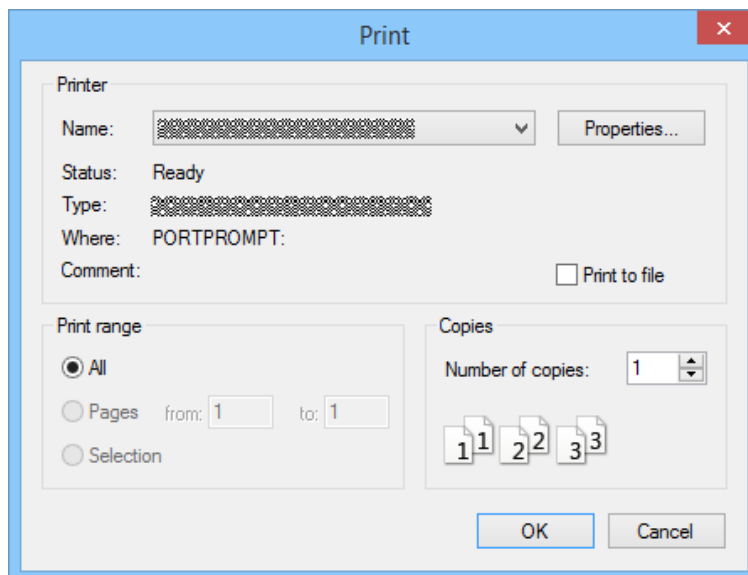 Print
Printer
Name:
Properties...
Status: Ready
Type:
Where: PORTPROMPT:
Comment:
Print to file
Print range
All
Pages from: 1 to: 1
Selection
Copies
Number of copies: 1
1 1 2 2 3 3
OK Cancel